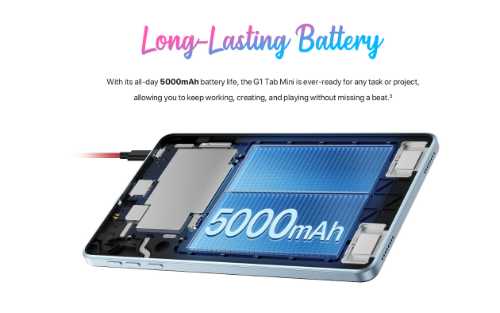 Long-Lasting Battery
With its all-day 5000mAh battery life, the G1 Tab Mini is ever-ready for any task or project,
allowing you to keep working, creating, and playing without missing a beat.³
5000mAh